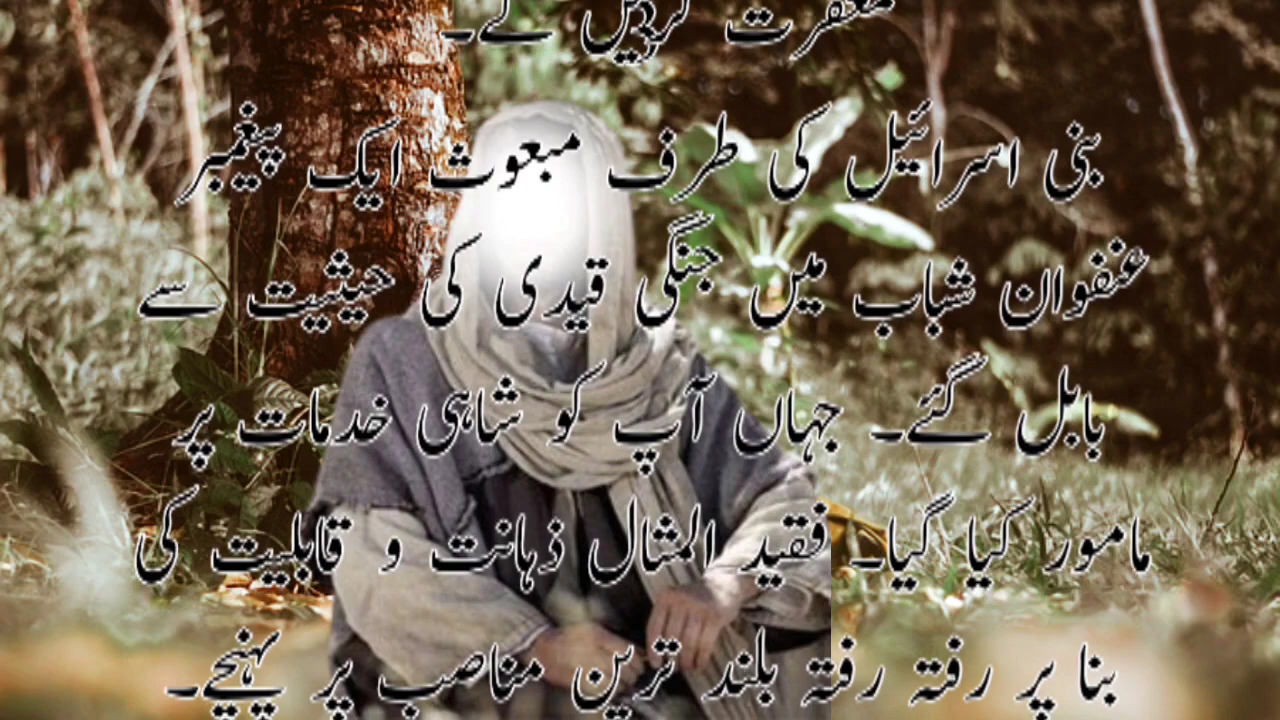 مغفرت کردیں گے۔
بنی اسرائیل کی طرف مبعوث ایک پیغمبر
عنفوان شباب میں جنگی قیدی کی حیثیت سے
بابل گئے۔ جہاں آپ کو شاہی خدمات پر
مامور کیا گیا۔ فقید المثال ذہانت و قابلیت کی
بنا پر رفتہ رفتہ بلند ترین مناصب پر پہنچے۔